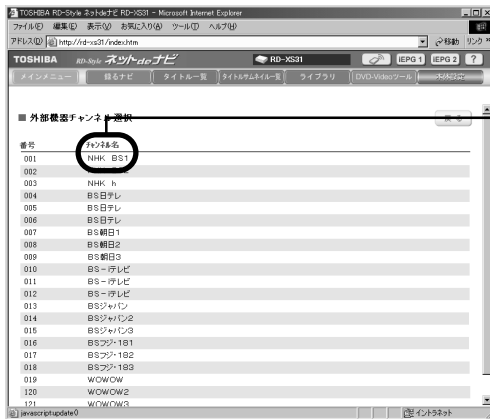 TOSHIBA RD-Style ネットdeナビ RD-XS31 - Microsoft Internet Explorer
ファイル(F) 編集(E) 表示(V) お気に入り(A) ツール(T) ヘルプ(H)
アドレス(D) http://rd-xs31/index.htm 移動 リンク »
TOSHIBA RD-Style ネットdeナビ RD-XS31 iEPG 1 iEPG 2 ?
メインメニュー 録るナビ タイトル一覧 タイトルサムネイル一覧 ライブラリ DVD-Videoツール 本体設定
■ 外部機器チャンネル選択 戻る
番号 チャンネル名
001 NHK BS1
002
003 NHK h
004 BS日テレ
005 BS日テレ
006 BS日テレ
007 BS朝日1
008 BS朝日2
009 BS朝日3
010 BS-iテレビ
011 BS-iテレビ
012 BS-iテレビ
013 BSジャパン
014 BSジャパン2
015 BSジャパン3
016 BSフジ・181
017 BSフジ・182
018 BSフジ・183
019 WOWOW
120 WOWOW2
121 WOWOW3
javascript:update() イントラネット